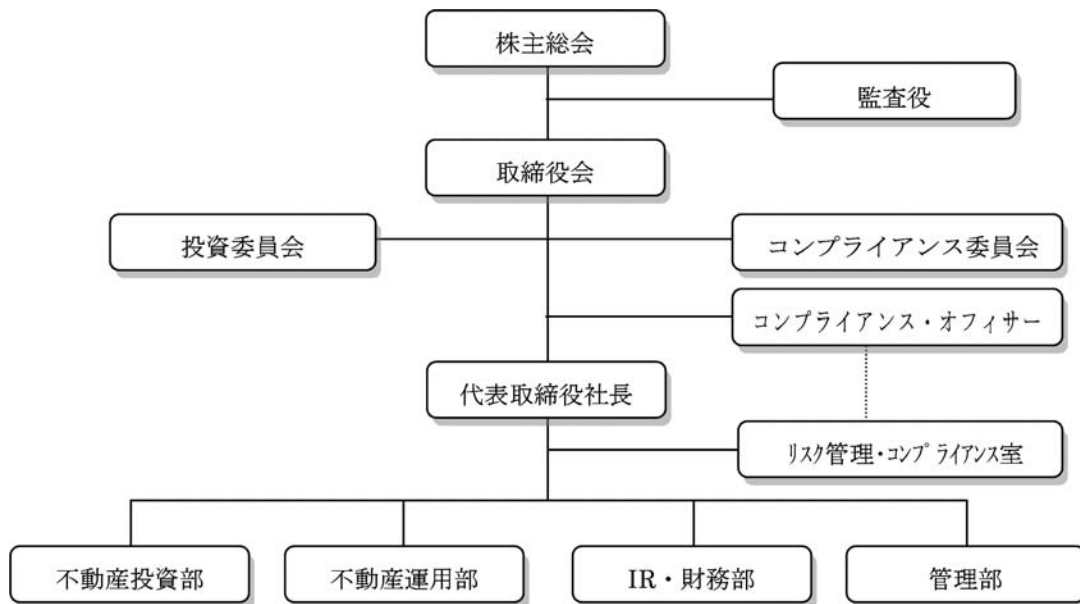 株主総会
監査役
取締役会
投資委員会
コンプライアンス委員会
コンプライアンス・オフィサー
代表取締役社長
ﾘｽｸ管理・ｺﾝﾌﾟﾗｲｱﾝｽ室
不動産投資部
不動産運用部
IR・財務部
管理部